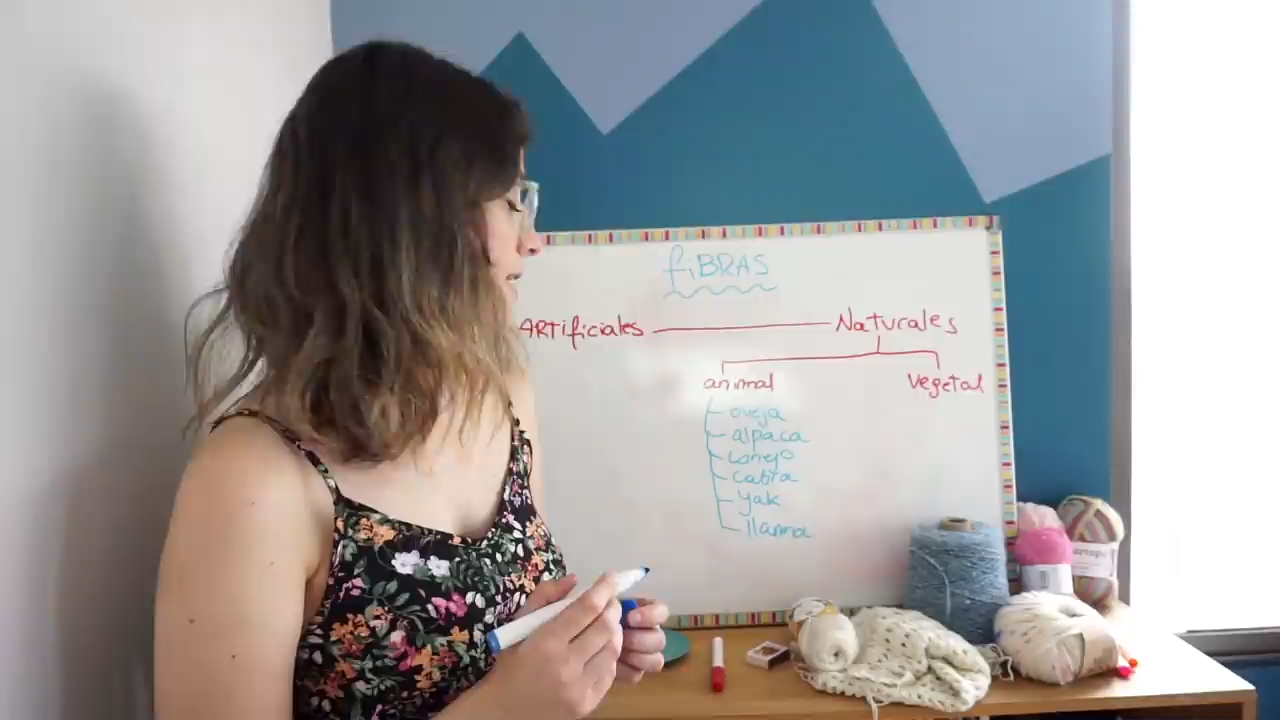 fiBRAS
ARTificiales Naturales
animal vegetal
oveja
alpaca
conejo
cabra
yak
llama